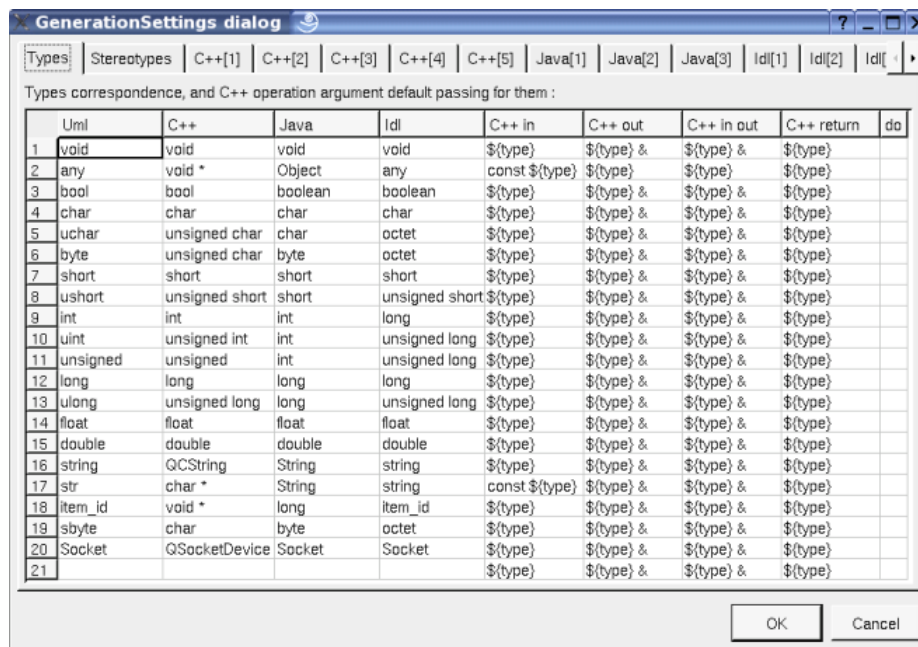 GenerationSettings dialog ?
Types Stereotypes C++[1] C++[2] C++[3] C++[4] C++[5] Java[1] Java[2] Java[3] Idl[1] Idl[2] Idl[
Types correspondence, and C++ operation argument default passing for them :
Uml C++ Java Idl C++ in C++ out C++ in out C++ return do
1 void void void void ${type} ${type} & ${type} & ${type}
2 any void * Object any const ${type} ${type} ${type} ${type}
3 bool bool boolean boolean ${type} ${type} & ${type} & ${type}
4 char char char char ${type} ${type} & ${type} & ${type}
5 uchar unsigned char char octet ${type} ${type} & ${type} & ${type}
6 byte unsigned char byte octet ${type} ${type} & ${type} & ${type}
7 short short short short ${type} ${type} & ${type} & ${type}
8 ushort unsigned short short unsigned short ${type} ${type} & ${type} & ${type}
9 int int int long ${type} ${type} & ${type} & ${type}
10 uint unsigned int int unsigned long ${type} ${type} & ${type} & ${type}
11 unsigned unsigned int unsigned long ${type} ${type} & ${type} & ${type}
12 long long long long ${type} ${type} & ${type} & ${type}
13 ulong unsigned long long unsigned long ${type} ${type} & ${type} & ${type}
14 float float float float ${type} ${type} & ${type} & ${type}
15 double double double double ${type} ${type} & ${type} & ${type}
16 string QCString String string ${type} ${type} & ${type} & ${type}
17 str char * String string const ${type} ${type} & ${type} & ${type}
18 item_id void * long item_id ${type} ${type} & ${type} & ${type}
19 sbyte char byte octet ${type} ${type} & ${type} & ${type}
20 Socket QSocketDevice Socket Socket ${type} ${type} & ${type} & ${type}
21 ${type} ${type} & ${type} & ${type}
OK Cancel